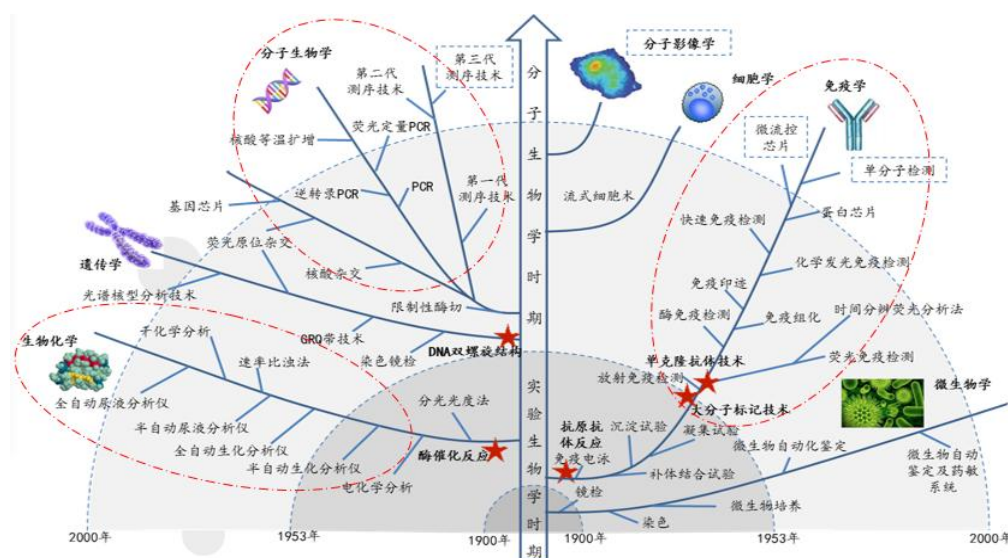 分子生物学
第二代
测序技术
第三代
测序技术
核酸等温扩增
荧光定量PCR
逆转录PCR
PCR
第一代
测序技术
基因芯片
荧光原位杂交
核酸杂交
限制性酶切
遗传学
光谱核型分析技术
GRQ带技术
染色镜检
DNA双螺旋结构
生物化学
干化学分析
速率比浊法
分光光度法
全自动尿液分析仪
半自动尿液分析仪
全自动生化分析仪
半自动生化分析仪
电化学分析
酶催化反应
分子生物学时期
实验生物学时期
分子影像学
细胞学
流式细胞术
免疫学
微流控
芯片
单分子检测
蛋白芯片
快速免疫检测
化学发光免疫检测
免疫印迹
酶免疫检测
免疫组化
时间分辨荧光分析法
单克隆抗体技术
荧光免疫检测
放射免疫检测
大分子标记技术
抗原抗
体反应
沉淀试验
凝集试验
免疫电泳
补体结合试验
微生物学
微生物自动化鉴定
微生物自动
鉴定及药敏
系统
镜检
染色
微生物培养
2000年
1953年
1900年
1900年
1953年
2000年